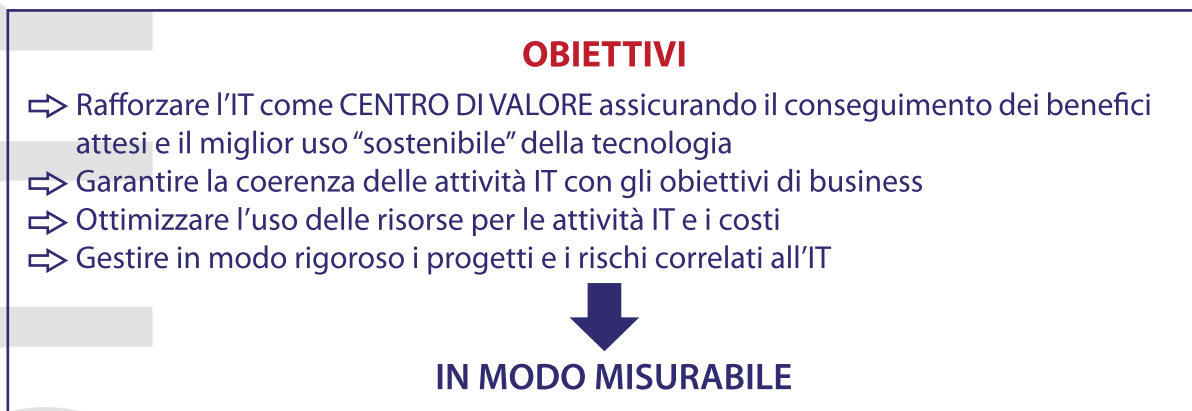 OBIETTIVI
Rafforzare l’IT come CENTRO DI VALORE assicurando il conseguimento dei benefici
attesi e il miglior uso “sostenibile” della tecnologia
Garantire la coerenza delle attività IT con gli obiettivi di business
Ottimizzare l’uso delle risorse per le attività IT e i costi
Gestire in modo rigoroso i progetti e i rischi correlati all’IT
IN MODO MISURABILE